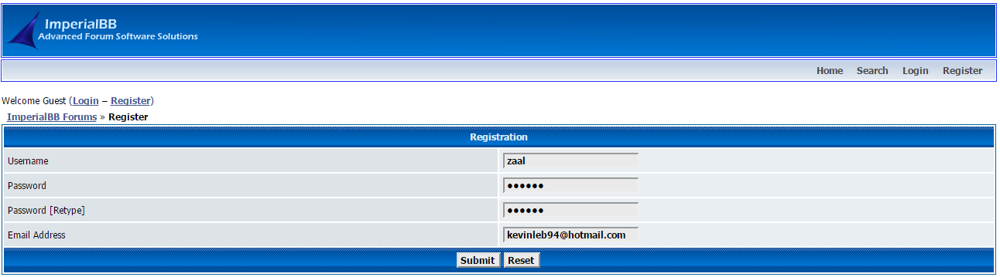 ImperialBB
Advanced Forum Software Solutions
Home Search Login Register
Welcome Guest (Login – Register)
ImperialBB Forums » Register
Registration
Username zaal
Password ••••••
Password [Retype] ••••••
Email Address kevinleb94@hotmail.com
Submit Reset